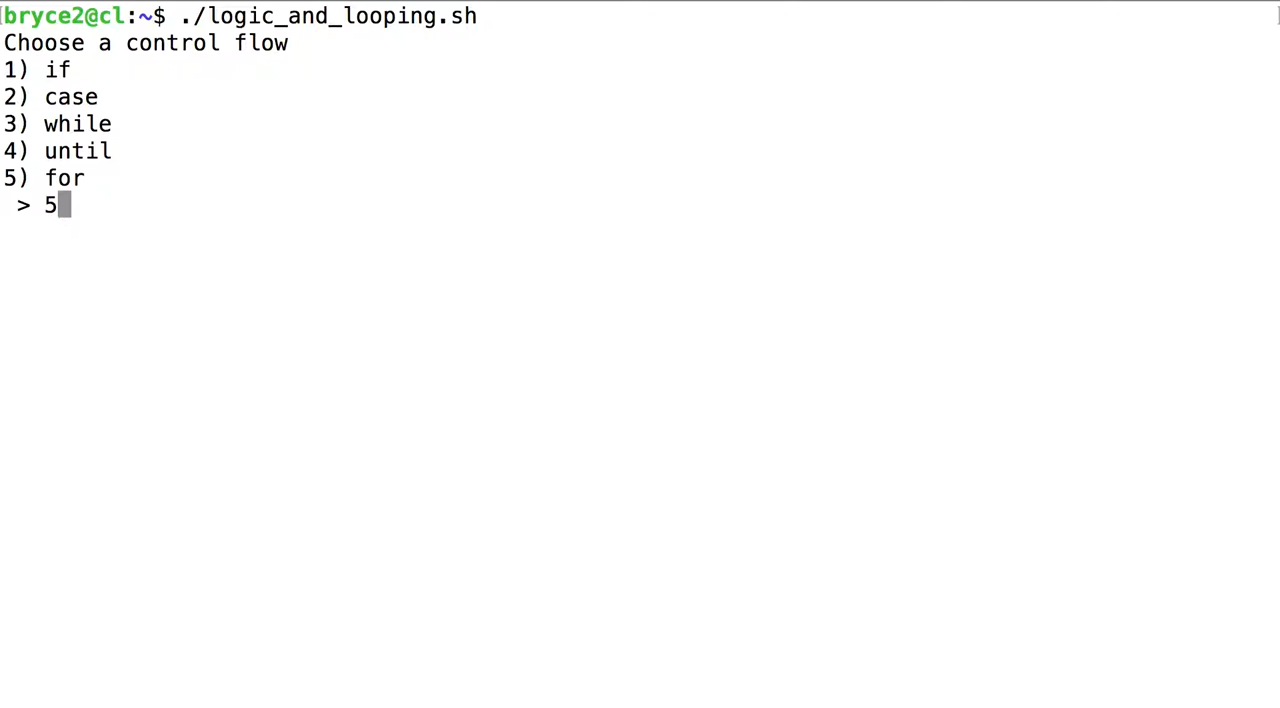 bryce2@cl:~$ ./logic_and_looping.sh
Choose a control flow
1) if
2) case
3) while
4) until
5) for
 > 5